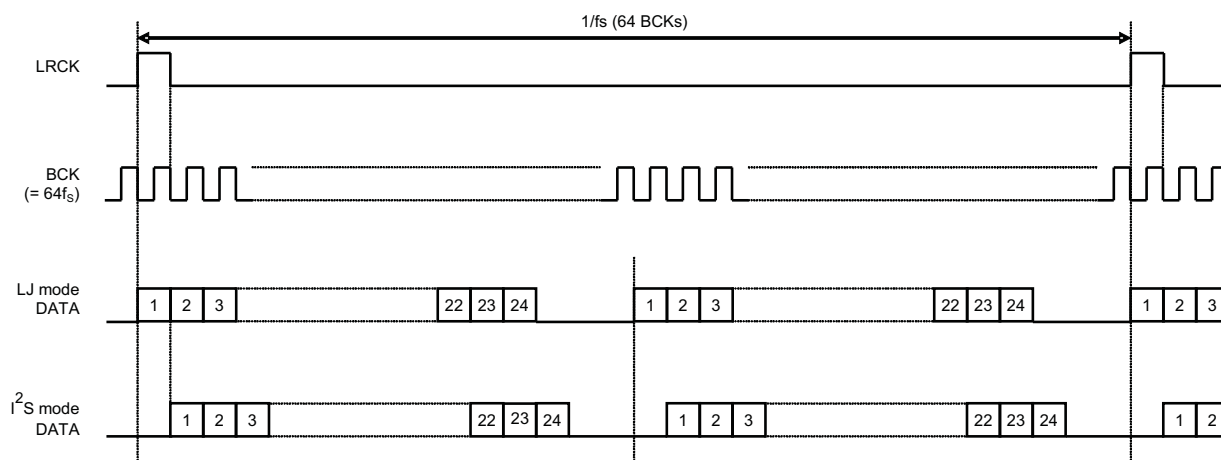 1/fs (64 BCKs)
LRCK
BCK
(= 64fS)
LJ mode
DATA
1 2 3 22 23 24 1 2 3 22 23 24 1 2 3
I2S mode
DATA
1 2 3 22 23 24 1 2 3 22 23 24 1 2